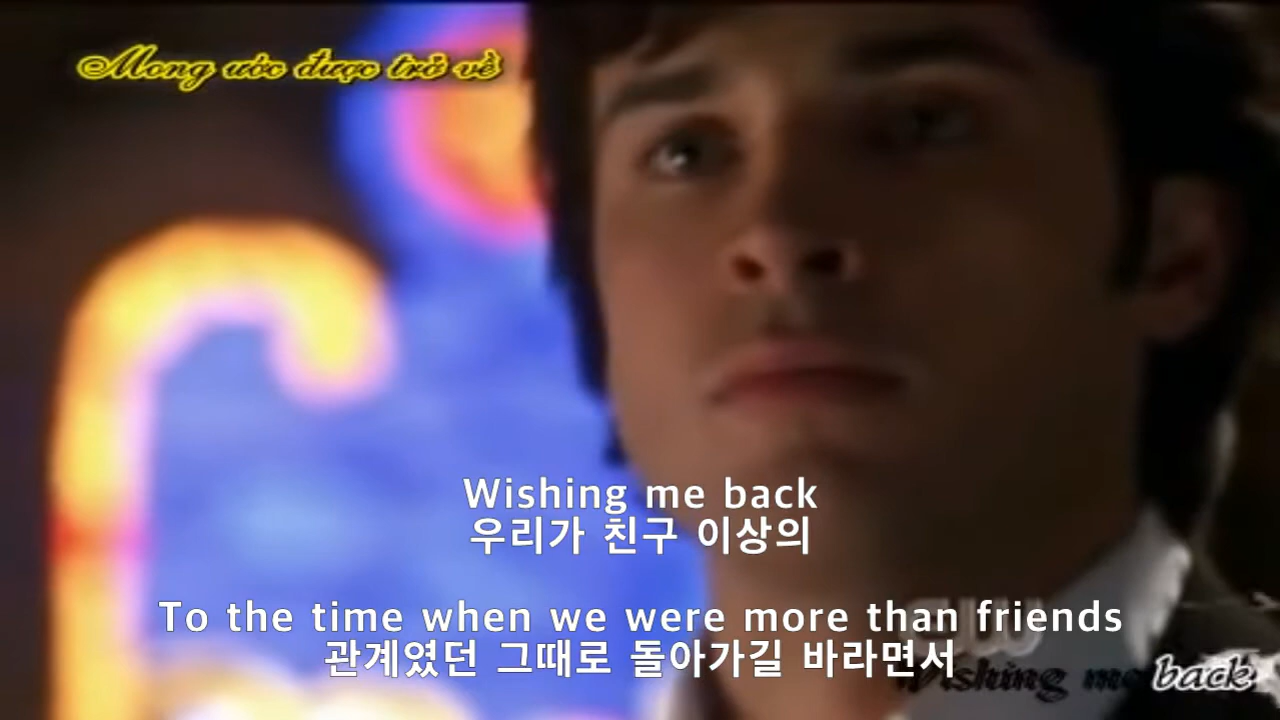 Mong ước được trở về
Wishing me back
우리가 친구 이상의
To the time when we were more than friends
관계였던 그때로 돌아가길 바라면서
Wishing me back